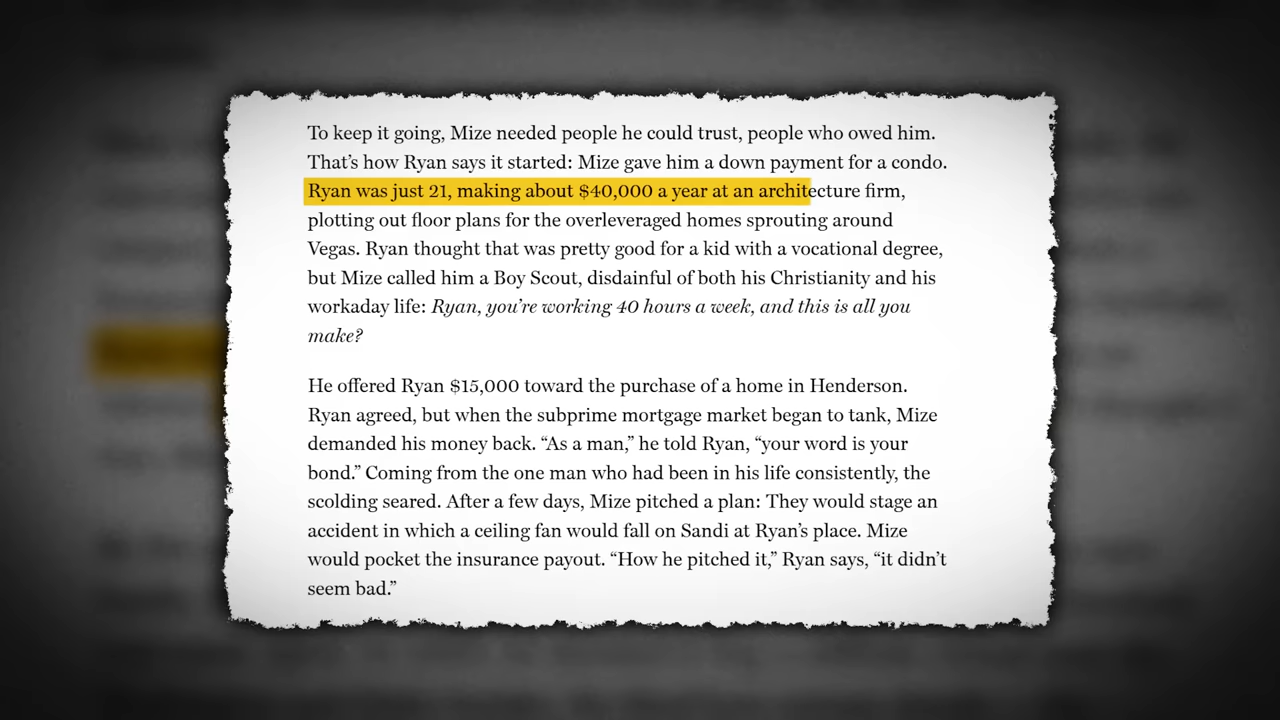 To keep it going, Mize needed people he could trust, people who owed him.
That’s how Ryan says it started: Mize gave him a down payment for a condo.
Ryan was just 21, making about $40,000 a year at an architecture firm,
plotting out floor plans for the overleveraged homes sprouting around
Vegas. Ryan thought that was pretty good for a kid with a vocational degree,
but Mize called him a Boy Scout, disdainful of both his Christianity and his
workaday life: Ryan, you’re working 40 hours a week, and this is all you
make?
He offered Ryan $15,000 toward the purchase of a home in Henderson.
Ryan agreed, but when the subprime mortgage market began to tank, Mize
demanded his money back. “As a man,” he told Ryan, “your word is your
bond.” Coming from the one man who had been in his life consistently, the
scolding seared. After a few days, Mize pitched a plan: They would stage an
accident in which a ceiling fan would fall on Sandi at Ryan’s place. Mize
would pocket the insurance payout. “How he pitched it,” Ryan says, “it didn’t
seem bad.”